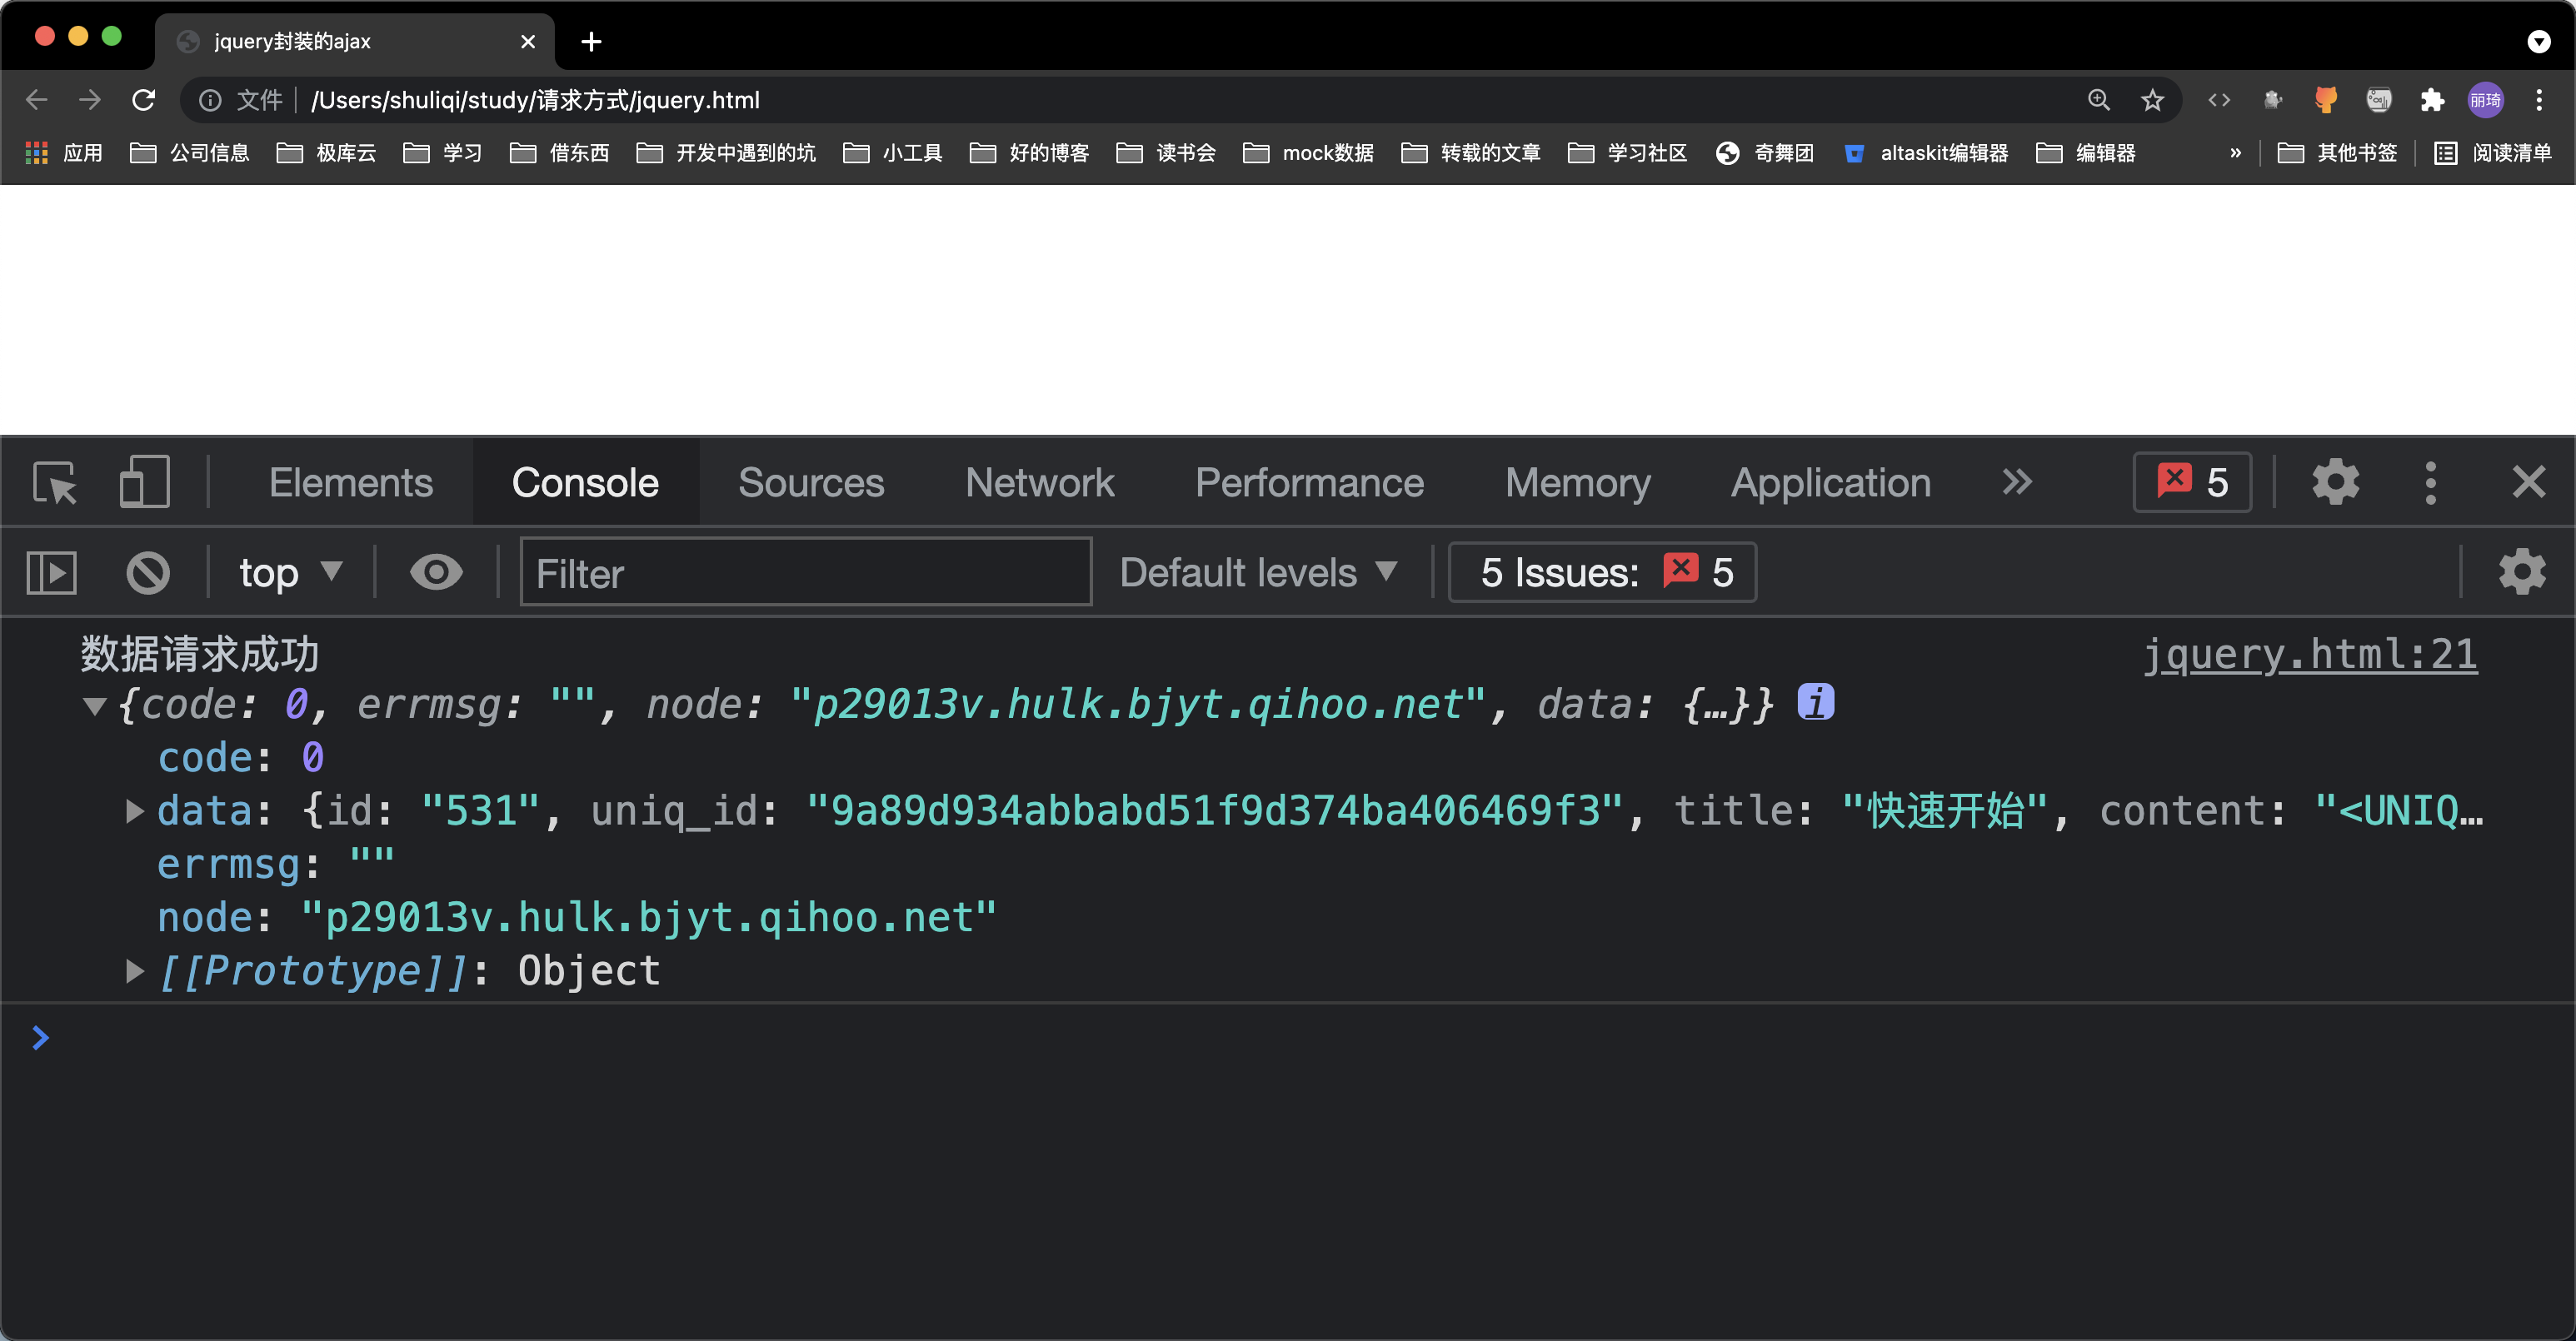 jquery封装的ajax
文件 /Users/shuliqi/study/请求方式/jquery.html 丽琦
应用 公司信息 极库云 学习 借东西 开发中遇到的坑 小工具 好的博客 读书会 mock数据 转载的文章 学习社区 奇舞团 altaskit编辑器 编辑器 » 其他书签 阅读清单
Elements Console Sources Network Performance Memory Application 5
top Filter Default levels 5 Issues: 5
数据请求成功 jquery.html:21
{code: 0, errmsg: "", node: "p29013v.hulk.bjyt.qihoo.net", data: {…}} i
code: 0
data: {id: "531", uniq_id: "9a89d934abbabd51f9d374ba406469f3", title: "快速开始", content: "<UNIQ…
errmsg: ""
node: "p29013v.hulk.bjyt.qihoo.net"
[[Prototype]]: Object